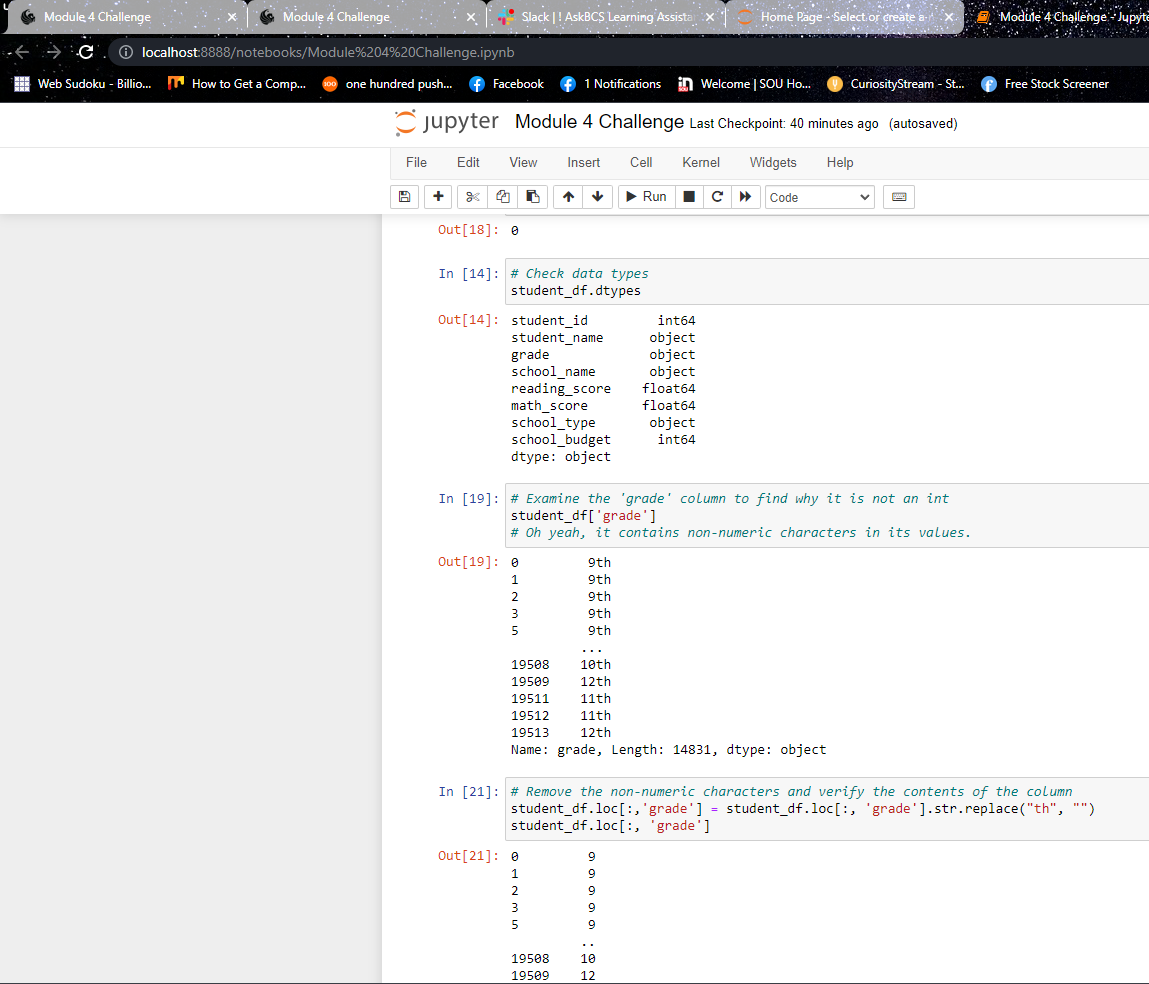 Module 4 Challenge
Module 4 Challenge
Slack | ! AskBCS Learning Assista
Home Page - Select or create a
Module 4 Challenge - Jupyte
localhost:8888/notebooks/Module%204%20Challenge.ipynb
Web Sudoku - Billio...
How to Get a Comp...
one hundred push...
Facebook
1 Notifications
Welcome | SOU Ho...
CuriosityStream - St...
Free Stock Screener
jupyter Module 4 Challenge Last Checkpoint: 40 minutes ago (autosaved)
File Edit View Insert Cell Kernel Widgets Help
Run Code
Out[18]: 0
In [14]: # Check data types
student_df.dtypes
Out[14]: student_id int64
student_name object
grade object
school_name object
reading_score float64
math_score float64
school_type object
school_budget int64
dtype: object
In [19]: # Examine the 'grade' column to find why it is not an int
student_df['grade']
# Oh yeah, it contains non-numeric characters in its values.
Out[19]: 0 9th
1 9th
2 9th
3 9th
5 9th
...
19508 10th
19509 12th
19511 11th
19512 11th
19513 12th
Name: grade, Length: 14831, dtype: object
In [21]: # Remove the non-numeric characters and verify the contents of the column
student_df.loc[:,'grade'] = student_df.loc[:, 'grade'].str.replace("th", "")
student_df.loc[:, 'grade']
Out[21]: 0 9
1 9
2 9
3 9
5 9
..
19508 10
19509 12